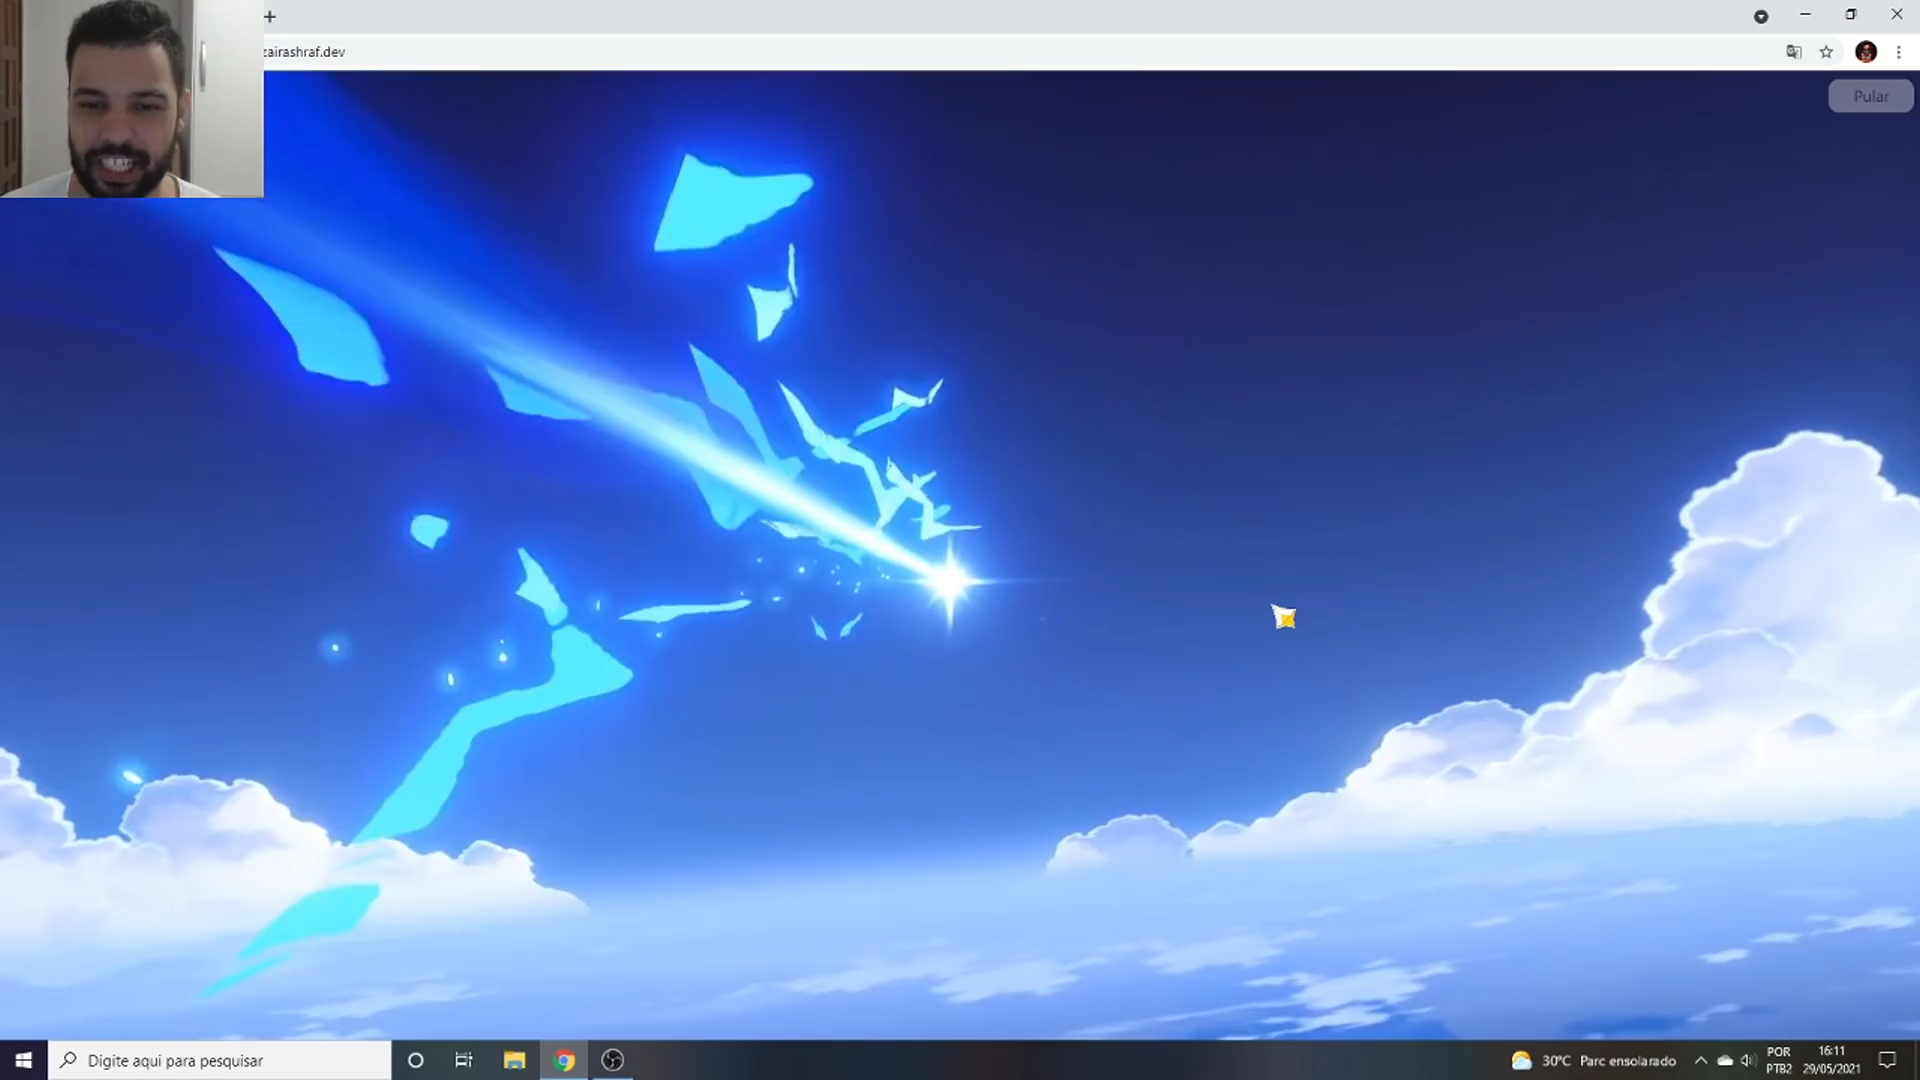 zairashraf.dev
Pular
Digite aqui para pesquisar
30°C Parc ensolarado
POR
PTB2
16:11
29/05/2021